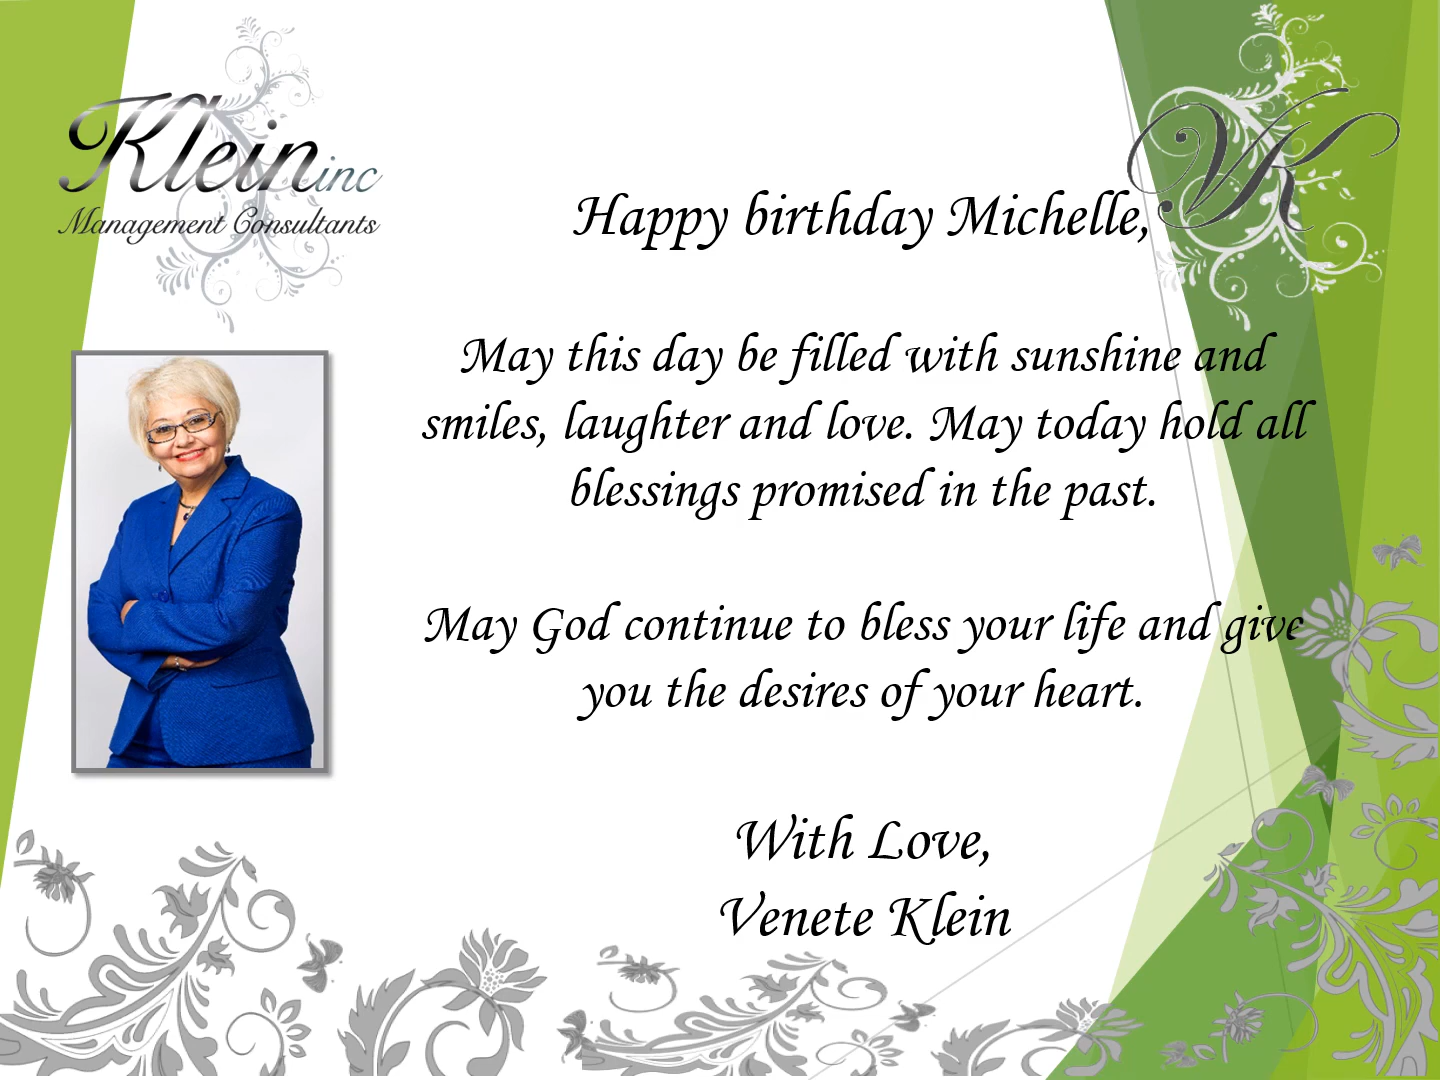 Klein inc
Management Consultants
VK
Happy birthday Michelle,
May this day be filled with sunshine and
smiles, laughter and love. May today hold all
blessings promised in the past.
May God continue to bless your life and give
you the desires of your heart.
With Love,
Venete Klein